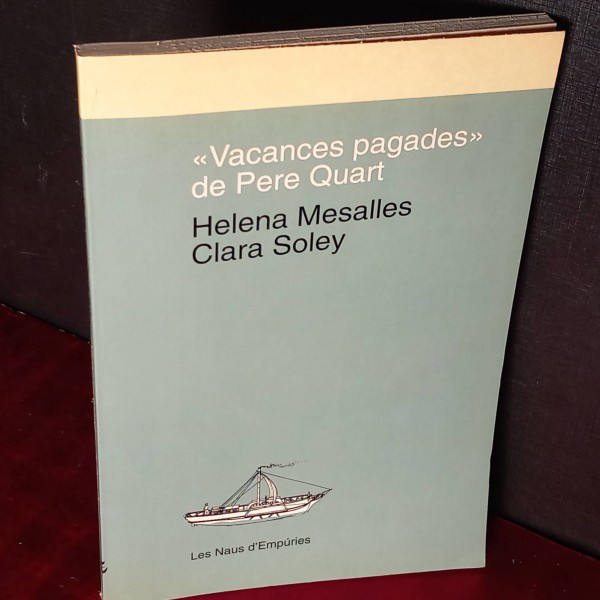 «Vacances pagades»
de Pere Quart
Helena Mesalles
Clara Soley
Les Naus d'Empúries